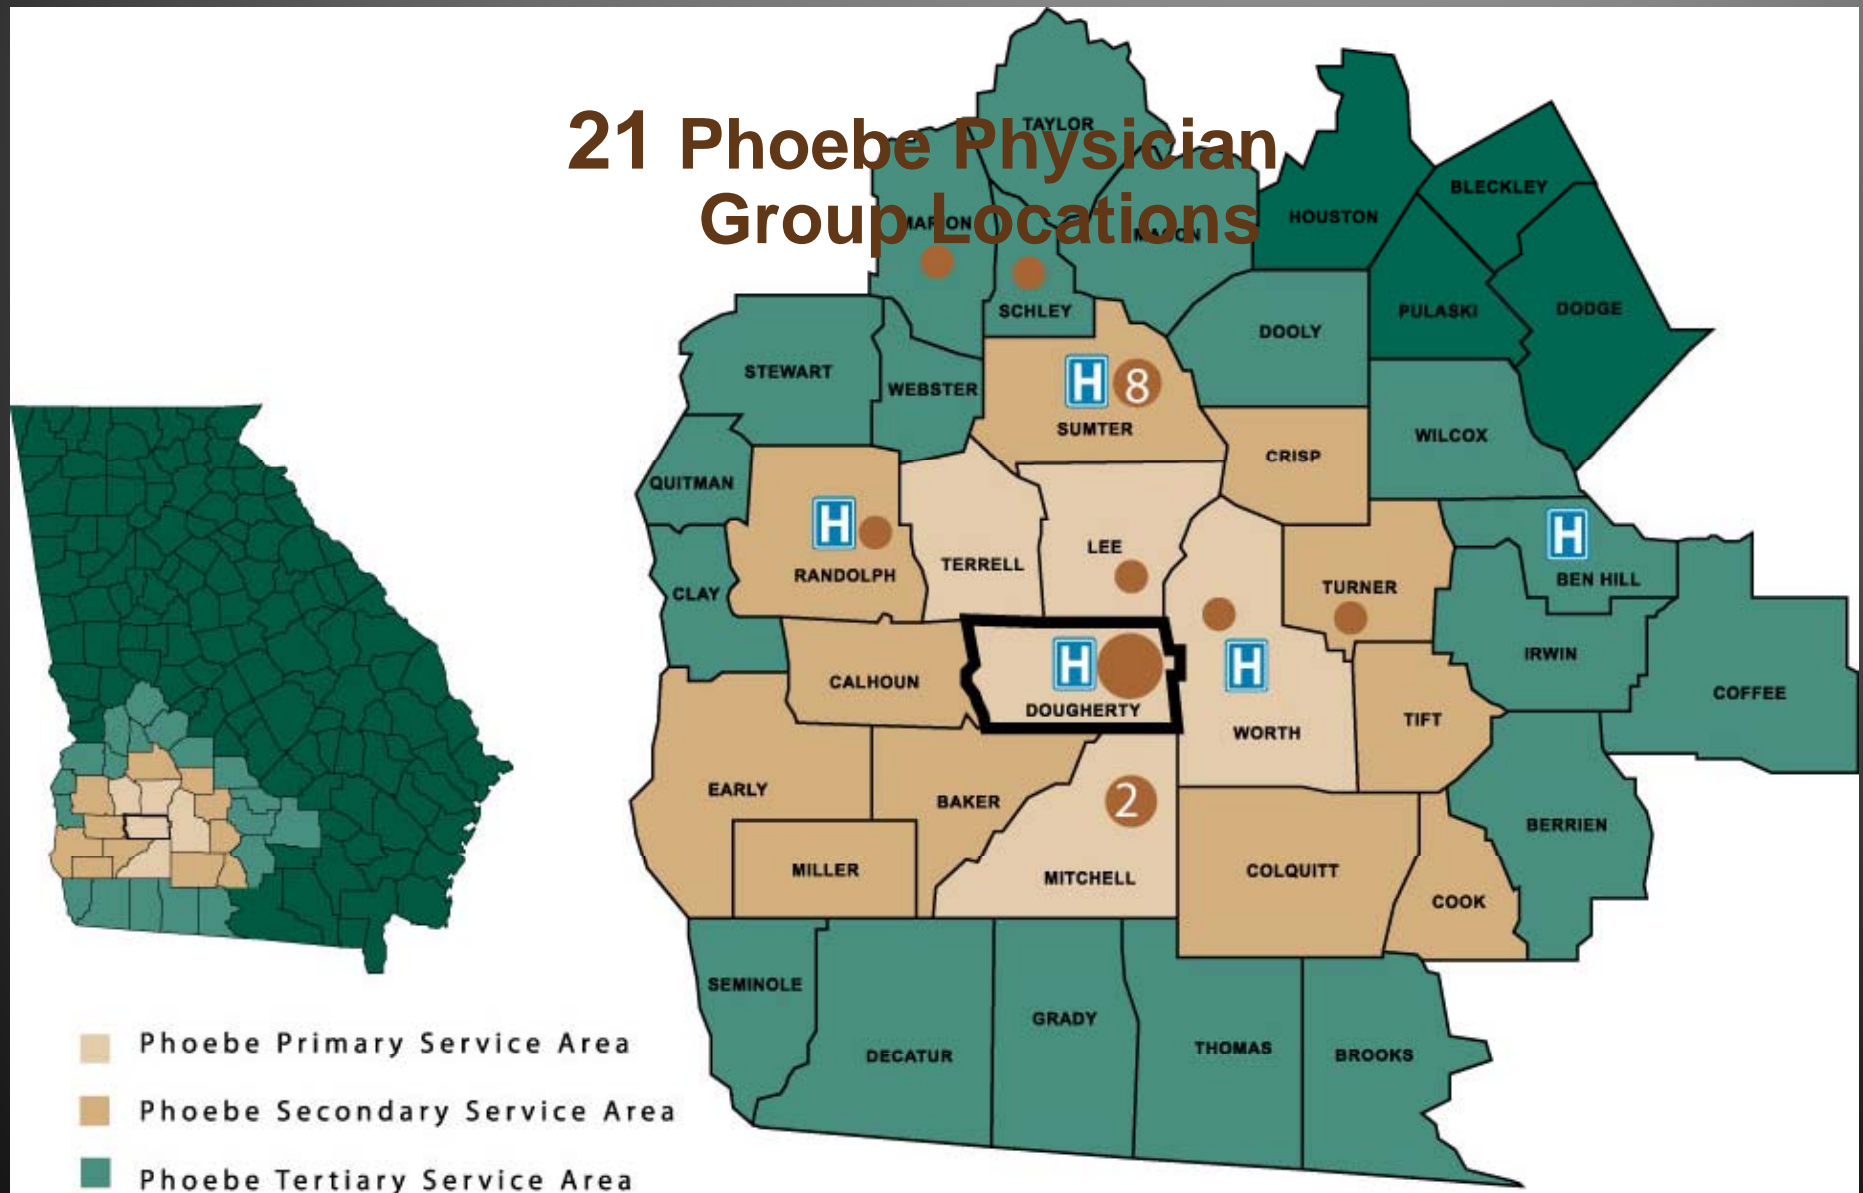 21 Phoebe Physician
Group Locations
TAYLOR
BLECKLEY
HOUSTON
MARION
MACON
SCHLEY
PULASKI
DODGE
DOOLY
STEWART
WEBSTER
H 8
SUMTER
WILCOX
CRISP
QUITMAN
H
H
LEE
TERRELL
RANDOLPH
BEN HILL
TURNER
CLAY
IRWIN
H
H
CALHOUN
COFFEE
DOUGHERTY
TIFT
WORTH
EARLY
BAKER
2
BERRIEN
MILLER
MITCHELL
COLQUITT
COOK
SEMINOLE
GRADY
THOMAS
DECATUR
BROOKS
Phoebe Primary Service Area
Phoebe Secondary Service Area
Phoebe Tertiary Service Area